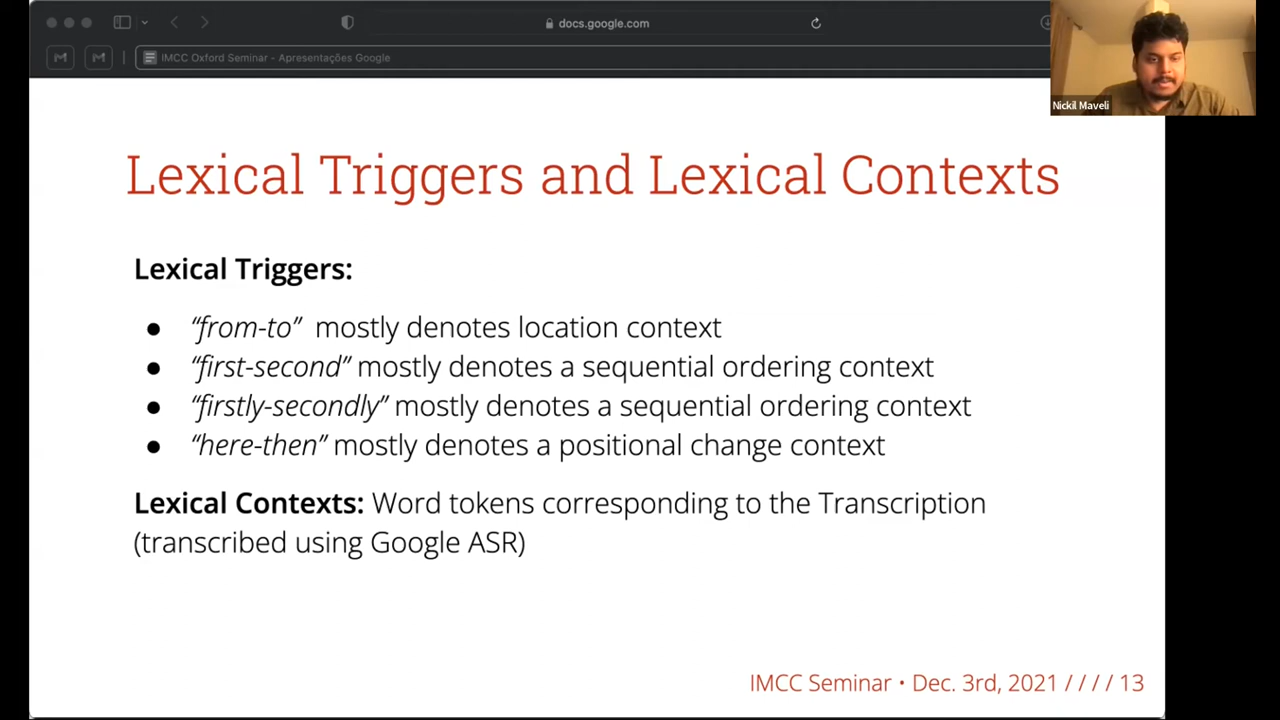 docs.google.com
IMCC Oxford Seminar - Apresentações Google
Nickil Maveli
Lexical Triggers and Lexical Contexts
Lexical Triggers:
● “from-to” mostly denotes location context
● “first-second” mostly denotes a sequential ordering context
● “firstly-secondly” mostly denotes a sequential ordering context
● “here-then” mostly denotes a positional change context
Lexical Contexts: Word tokens corresponding to the Transcription
(transcribed using Google ASR)
IMCC Seminar • Dec. 3rd, 2021 / / / / 13